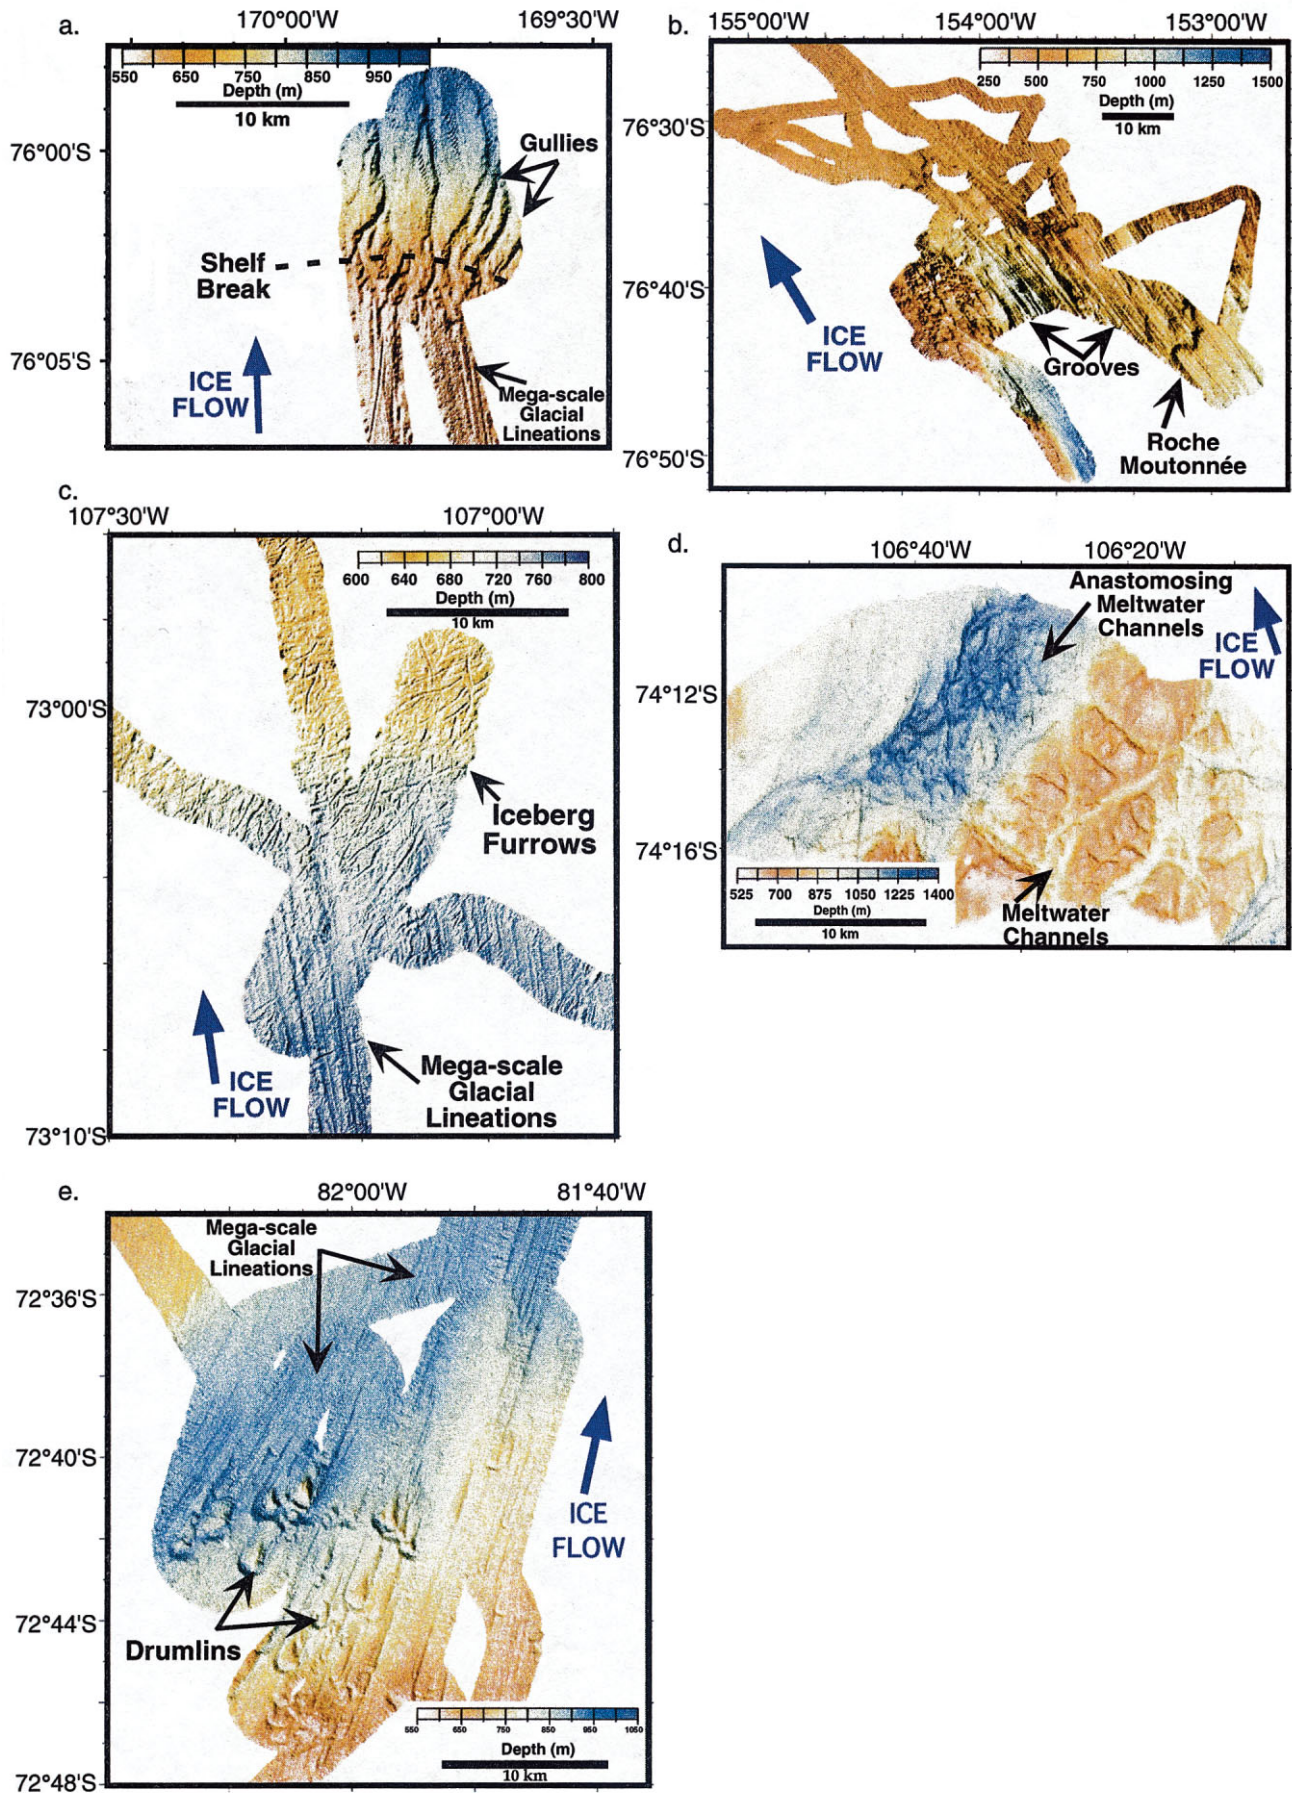 a.
170°00'W 169°30'W
550 650 750 850 950
Depth (m)
10 km
76°00'S
Gullies
Shelf
Break
76°05'S
ICE
FLOW
Mega-scale
Glacial
Lineations
b.
155°00'W 154°00'W 153°00'W
250 500 750 1000 1250 1500
Depth (m)
10 km
76°30'S
76°40'S
ICE
FLOW
Grooves
Roche
Moutonnée
76°50'S
c.
107°30'W 107°00'W
600 640 680 720 760 800
Depth (m)
10 km
73°00'S
Iceberg
Furrows
ICE
FLOW
Mega-scale
Glacial
Lineations
73°10'S
d.
106°40'W 106°20'W
Anastomosing
Meltwater
Channels
ICE
FLOW
74°12'S
74°16'S
525 700 875 1050 1225 1400
Depth (m)
10 km
Meltwater
Channels
e.
82°00'W 81°40'W
Mega-scale
Glacial
Lineations
72°36'S
72°40'S
ICE
FLOW
72°44'S
Drumlins
550 650 750 850 950 1050
Depth (m)
10 km
72°48'S